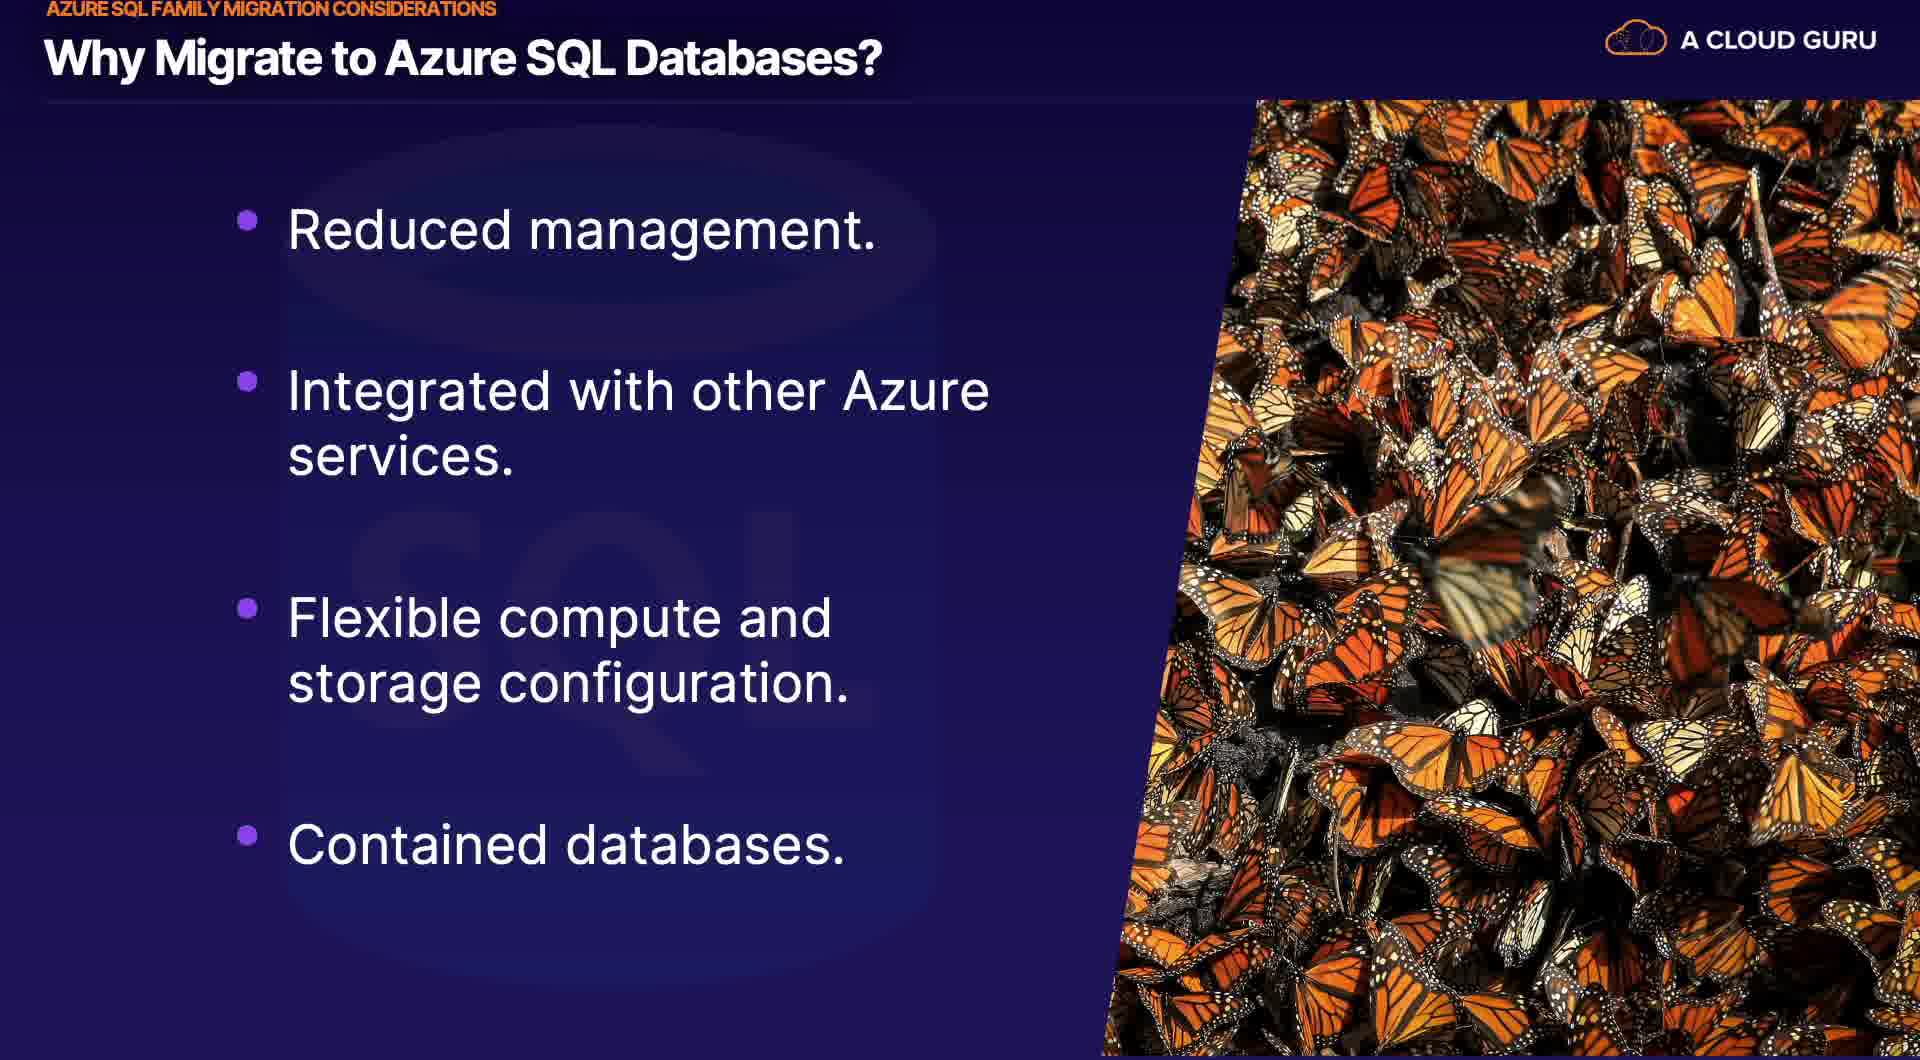 AZURE SQL FAMILY MIGRATION CONSIDERATIONS
Why Migrate to Azure SQL Databases?
A CLOUD GURU
Reduced management.
Integrated with other Azure
services.
SQL
Flexible compute and
storage configuration.
Contained databases.